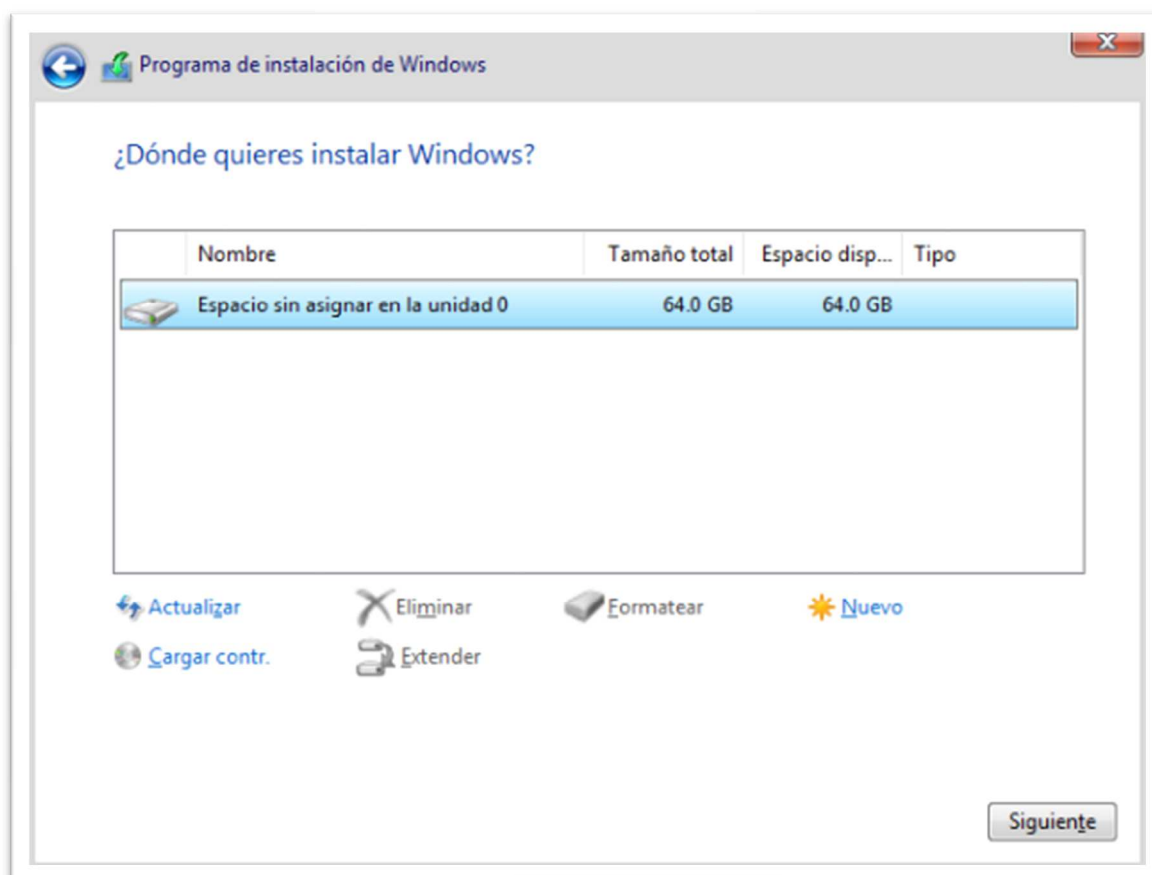 Programa de instalación de Windows
¿Dónde quieres instalar Windows?
Nombre Tamaño total Espacio disp... Tipo
Espacio sin asignar en la unidad 0 64.0 GB 64.0 GB
Actualizar Eliminar Formatear Nuevo
Cargar contr. Extender
Siguiente